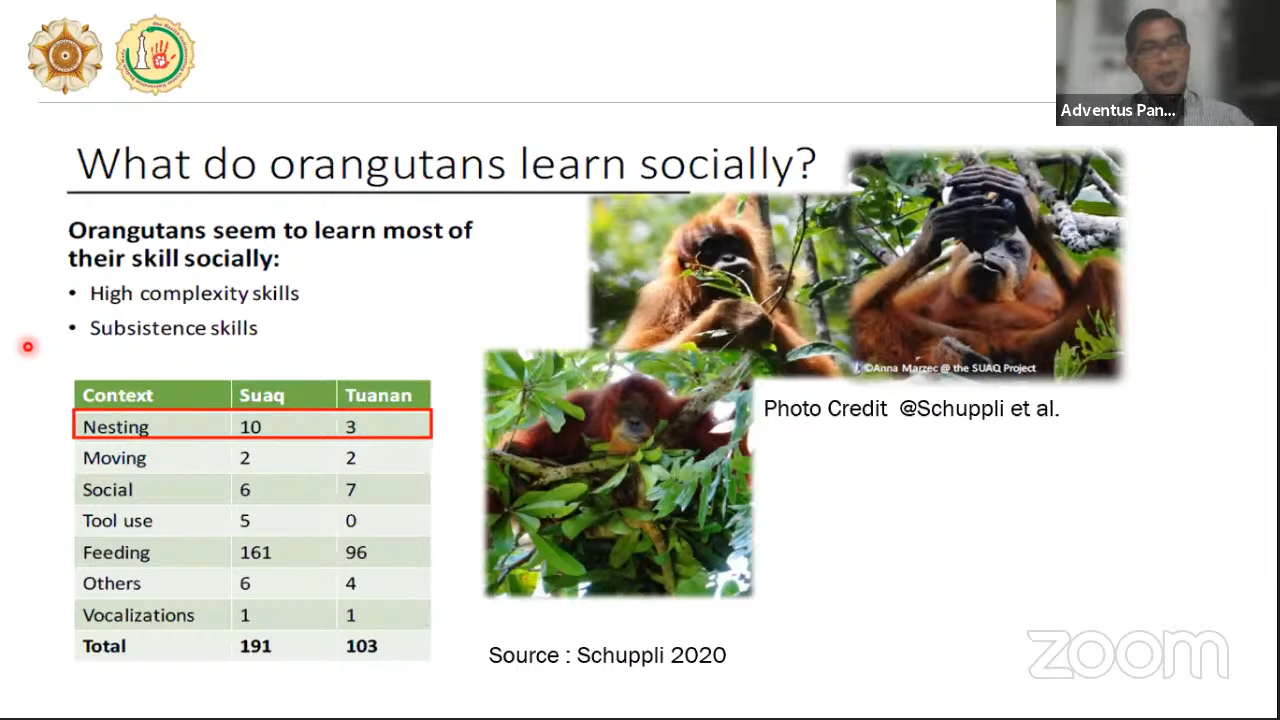 Adventus Pan...
What do orangutans learn socially?
Orangutans seem to learn most of
their skill socially:
• High complexity skills
• Subsistence skills
©Anna Marzec @ the SUAQ Project
Photo Credit @Schuppli et al.
Context Suaq Tuanan
Nesting 10 3
Moving 2 2
Social 6 7
Tool use 5 0
Feeding 161 96
Others 6 4
Vocalizations 1 1
Total 191 103
Source : Schuppli 2020
zoom